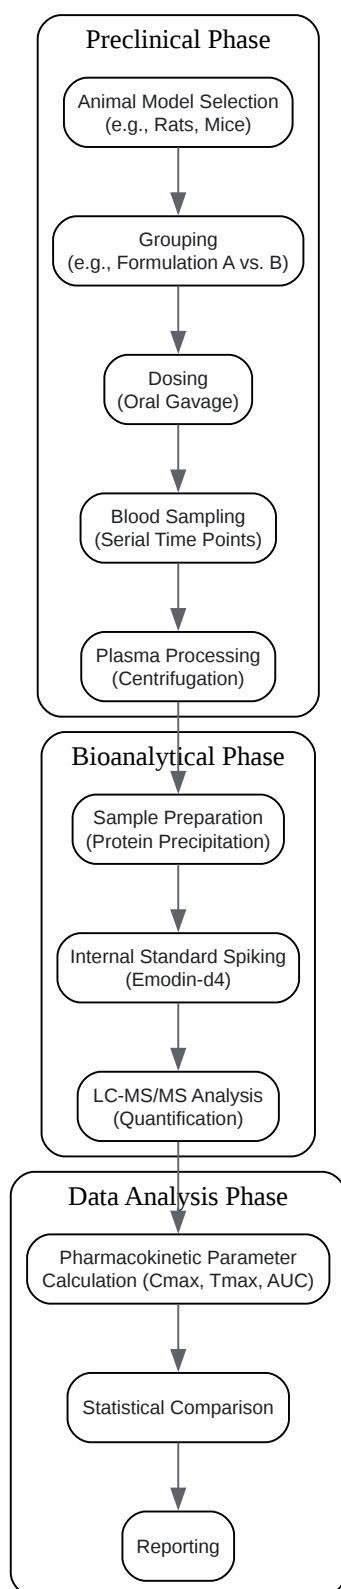 Preclinical Phase
Animal Model Selection
(e.g., Rats, Mice)
Grouping
(e.g., Formulation A vs. B)
Dosing
(Oral Gavage)
Blood Sampling
(Serial Time Points)
Plasma Processing
(Centrifugation)
Bioanalytical Phase
Sample Preparation
(Protein Precipitation)
Internal Standard Spiking
(Emodin-d4)
LC-MS/MS Analysis
(Quantification)
Data Analysis Phase
Pharmacokinetic Parameter
Calculation (Cmax, Tmax, AUC)
Statistical Comparison
Reporting